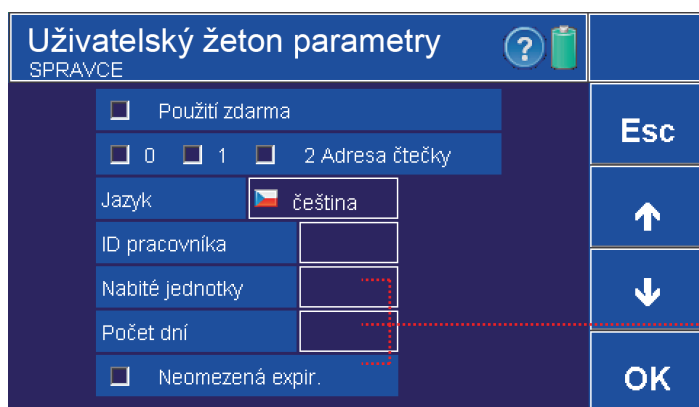 Uživatelský žeton parametry
SPRAVCE
?
Použití zdarma
0 1 2 Adresa čtečky
Jazyk čeština
ID pracovníka
Nabité jednotky
Počet dní
Neomezená expir.
Esc
↑
↓
OK